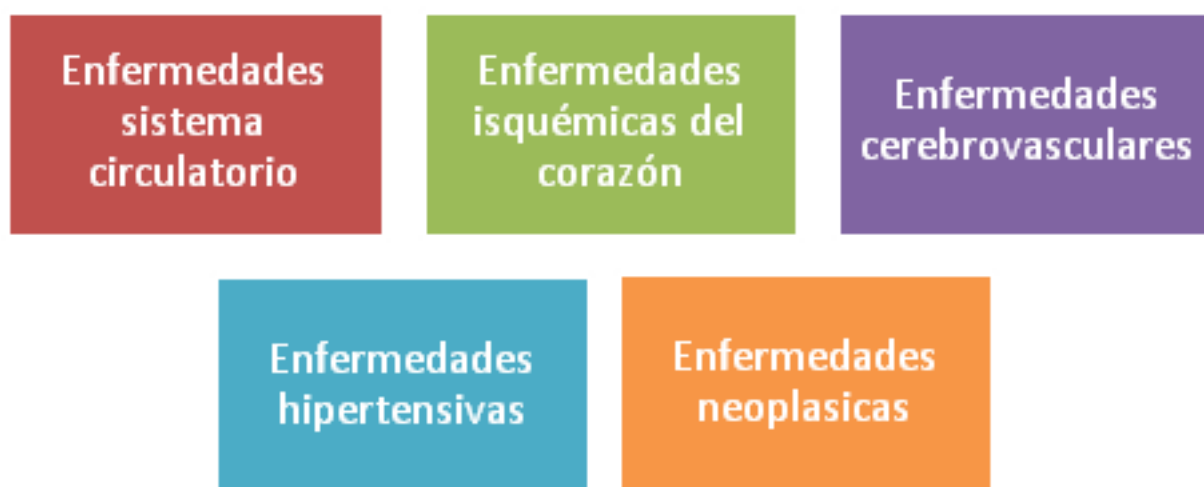 Enfermedades
sistema
circulatorio
Enfermedades
isquémicas del
corazón
Enfermedades
cerebrovasculares
Enfermedades
hipertensivas
Enfermedades
neoplasicas